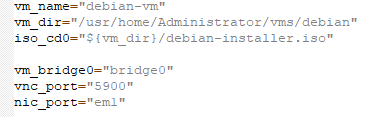 vm_name="debian-vm"
vm_dir="/usr/home/Administrator/vms/debian"
iso_cd0="${vm_dir}/debian-installer.iso"
vm_bridge0="bridge0"
vnc_port="5900"
nic_port="em1"